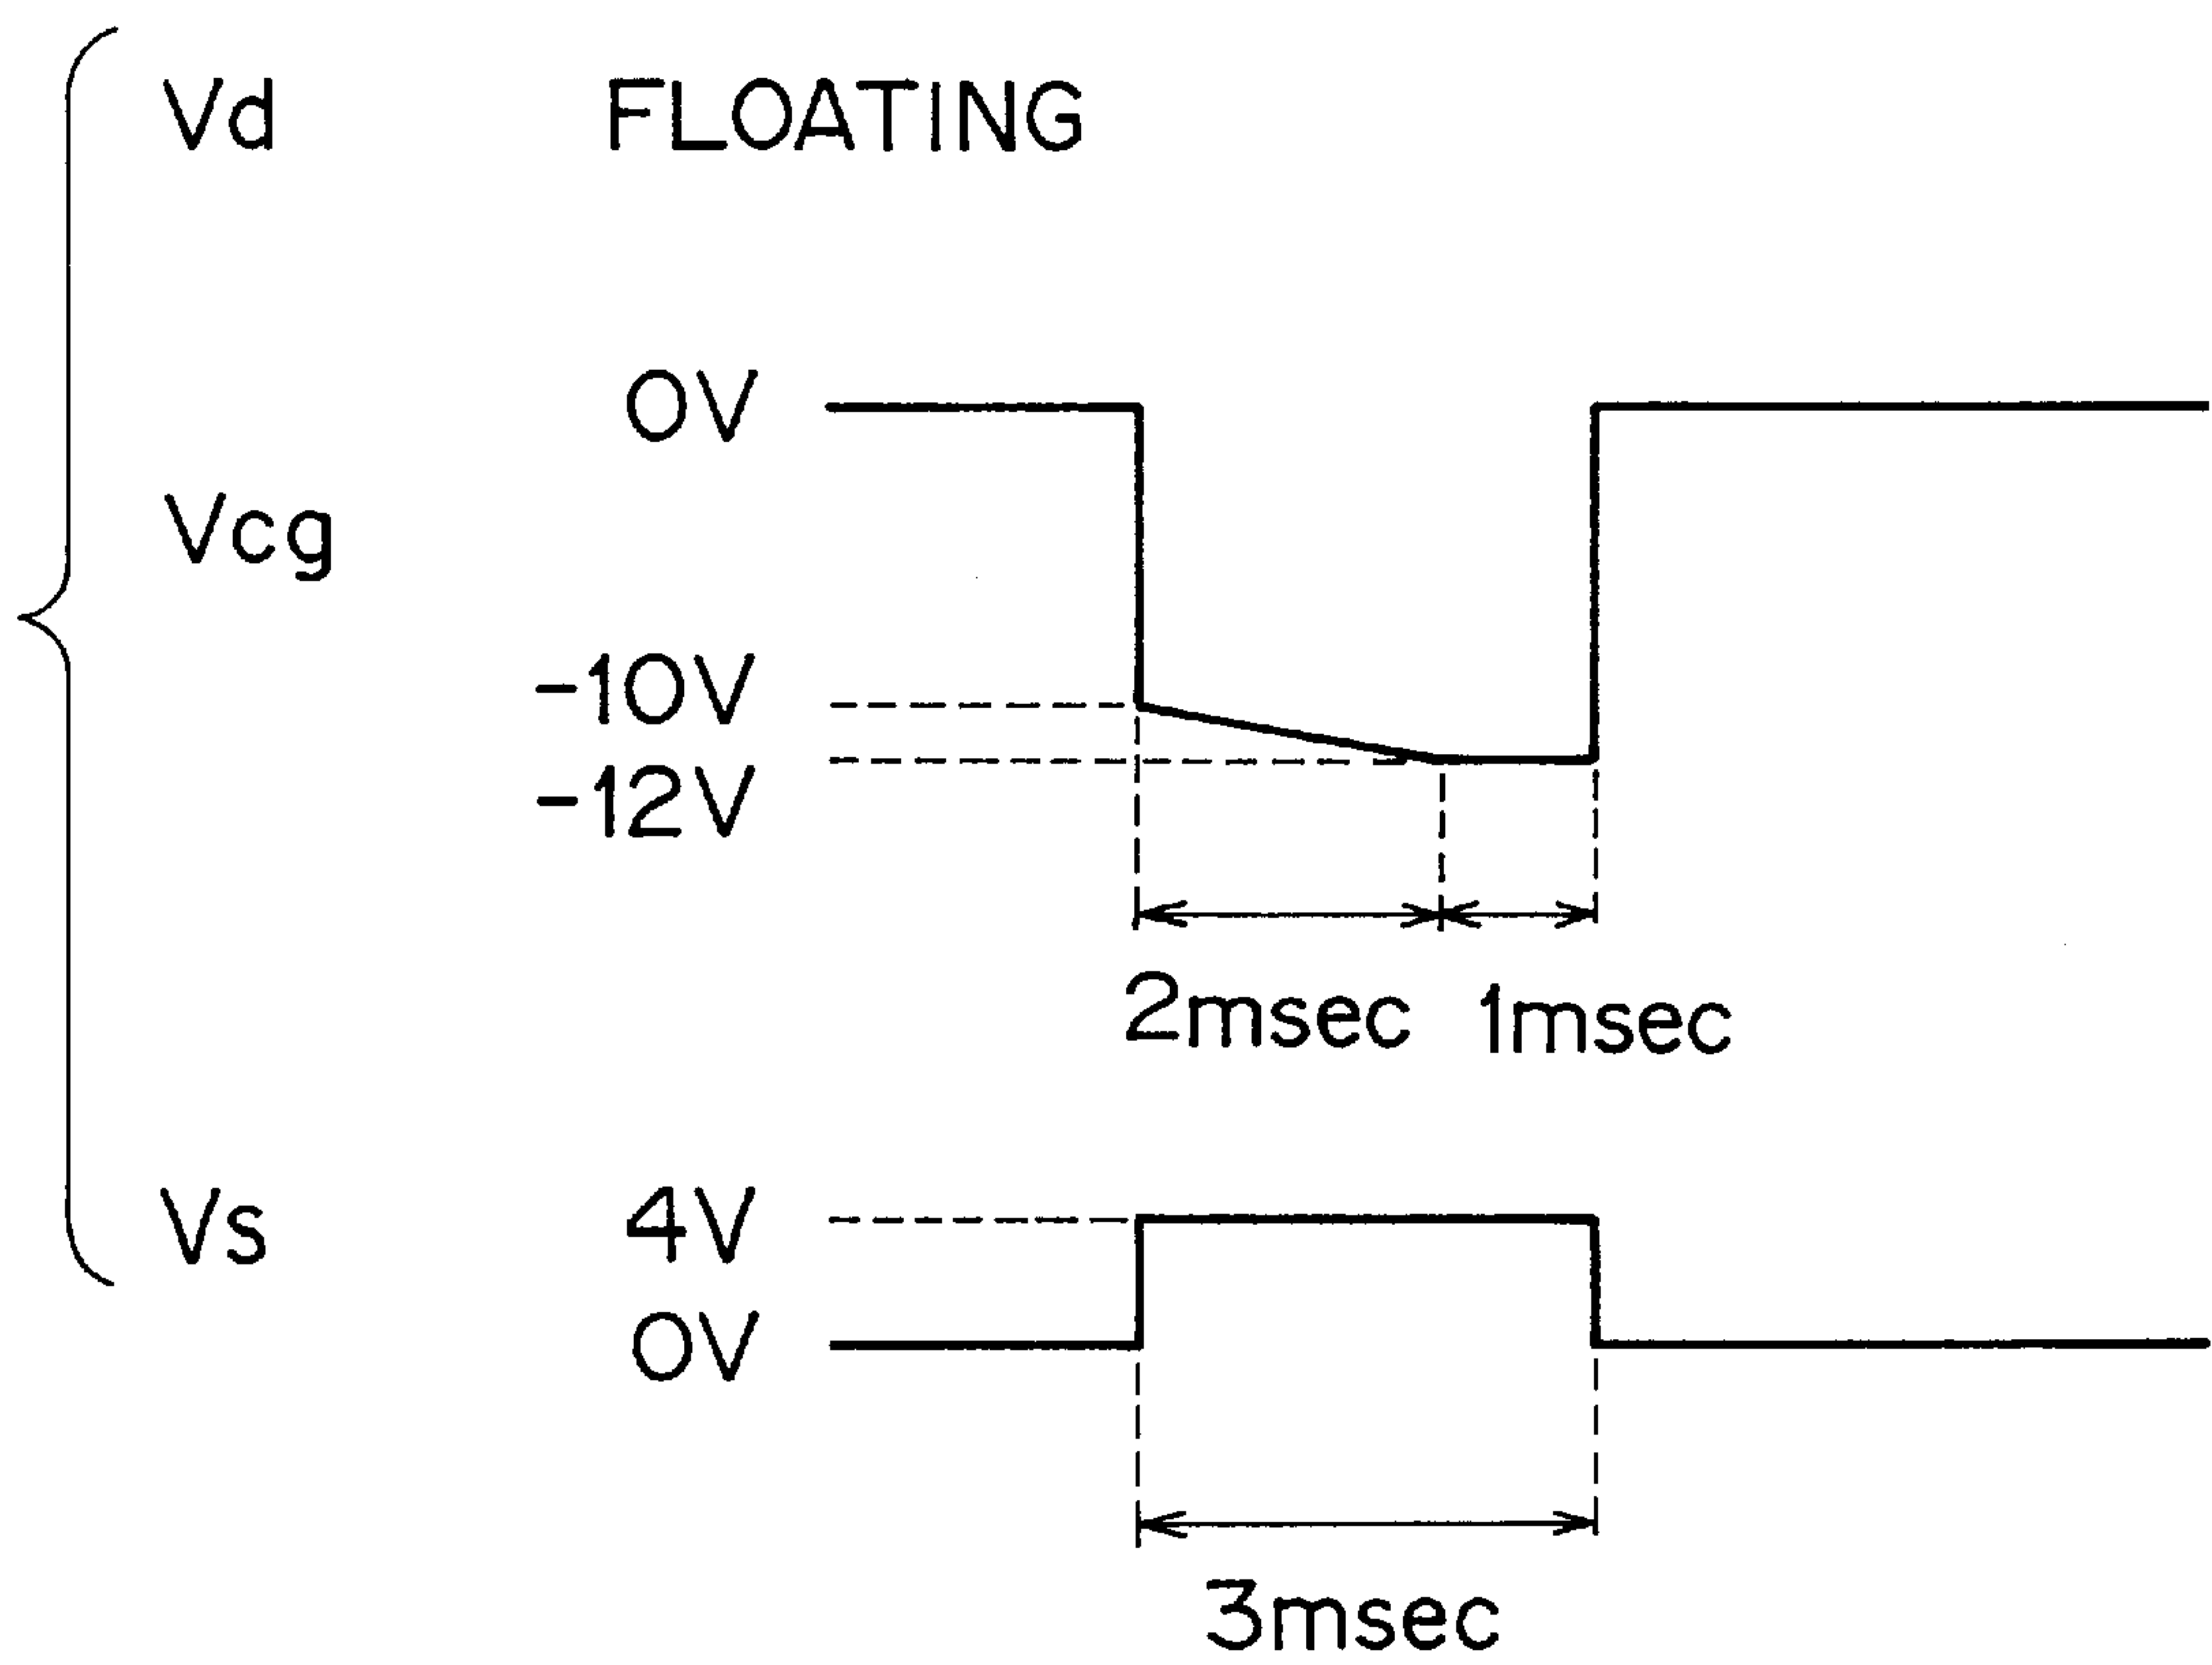 Vd FLOATING
0V
Vcg
-10V
-12V
2msec 1msec
Vs 4V
0V
3msec